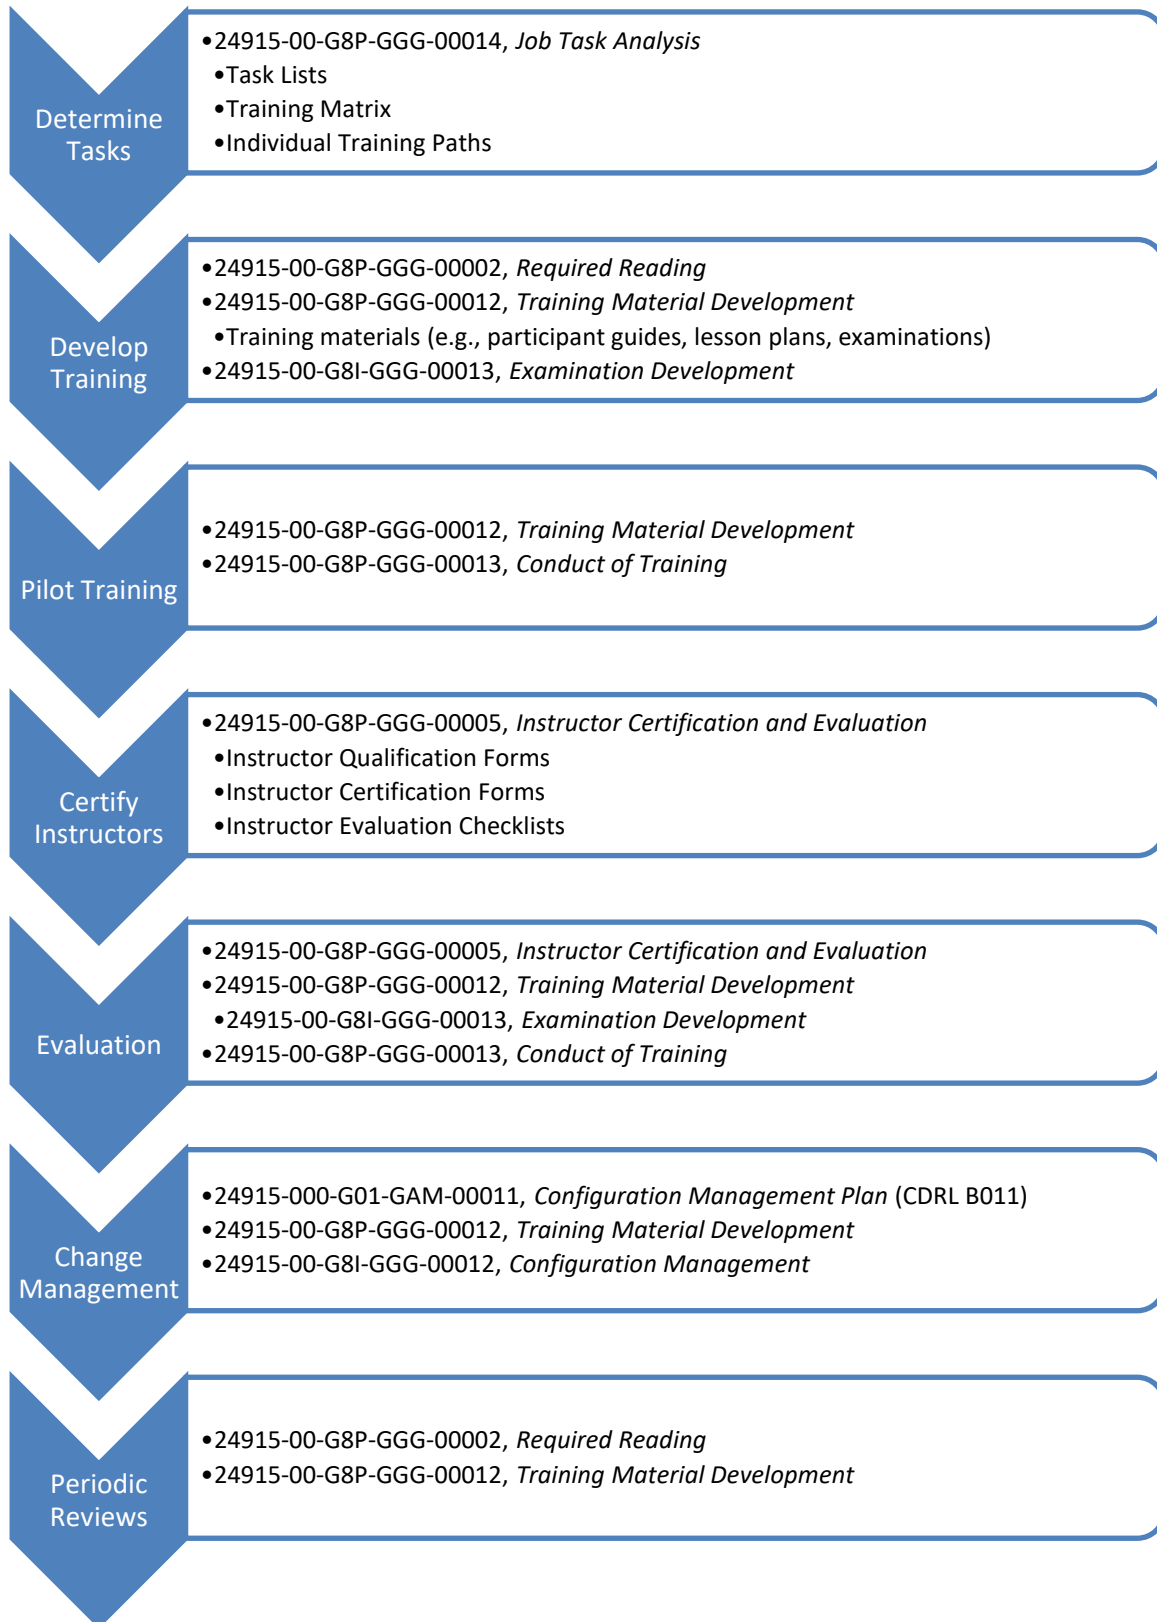 Determine
Tasks
•24915-00-G8P-GGG-00014, Job Task Analysis
•Task Lists
•Training Matrix
•Individual Training Paths
Develop
Training
•24915-00-G8P-GGG-00002, Required Reading
•24915-00-G8P-GGG-00012, Training Material Development
•Training materials (e.g., participant guides, lesson plans, examinations)
•24915-00-G8I-GGG-00013, Examination Development
Pilot Training
•24915-00-G8P-GGG-00012, Training Material Development
•24915-00-G8P-GGG-00013, Conduct of Training
Certify
Instructors
•24915-00-G8P-GGG-00005, Instructor Certification and Evaluation
•Instructor Qualification Forms
•Instructor Certification Forms
•Instructor Evaluation Checklists
Evaluation
•24915-00-G8P-GGG-00005, Instructor Certification and Evaluation
•24915-00-G8P-GGG-00012, Training Material Development
•24915-00-G8I-GGG-00013, Examination Development
•24915-00-G8P-GGG-00013, Conduct of Training
Change
Management
•24915-000-G01-GAM-00011, Configuration Management Plan (CDRL B011)
•24915-00-G8P-GGG-00012, Training Material Development
•24915-00-G8I-GGG-00012, Configuration Management
Periodic
Reviews
•24915-00-G8P-GGG-00002, Required Reading
•24915-00-G8P-GGG-00012, Training Material Development